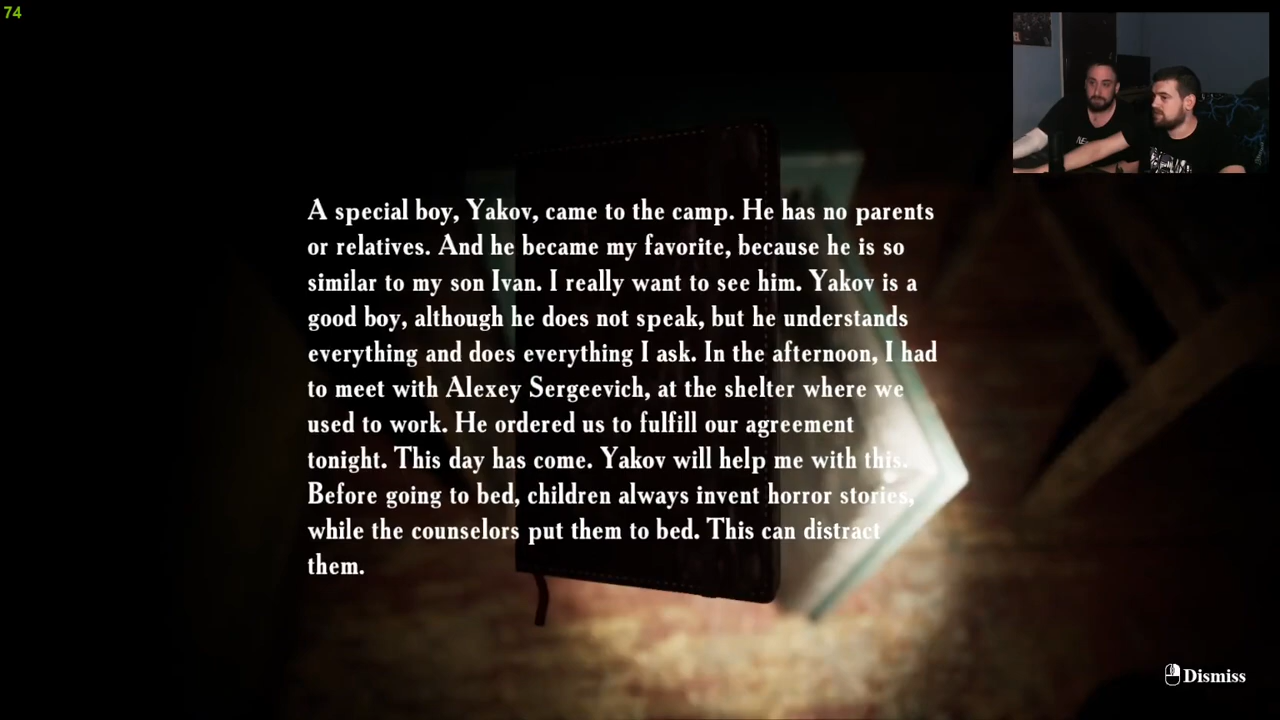 74
A special boy, Yakov, came to the camp. He has no parents
or relatives. And he became my favorite, because he is so
similar to my son Ivan. I really want to see him. Yakov is a
good boy, although he does not speak, but he understands
everything and does everything I ask. In the afternoon, I had
to meet with Alexey Sergeevich, at the shelter where we
used to work. He ordered us to fulfill our agreement
tonight. This day has come. Yakov will help me with this.
Before going to bed, children always invent horror stories,
while the counselors put them to bed. This can distract
them.
Dismiss